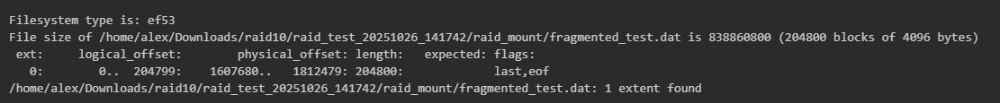 Filesystem type is: ef53
File size of /home/alex/Downloads/raid10/raid_test_20251026_141742/raid_mount/fragmented_test.dat is 838860800 (204800 blocks of 4096 bytes)
 ext:     logical_offset:        physical_offset: length:   expected: flags:
   0:        0..  204799:    1607680..   1812479: 204800:             last,eof
/home/alex/Downloads/raid10/raid_test_20251026_141742/raid_mount/fragmented_test.dat: 1 extent found